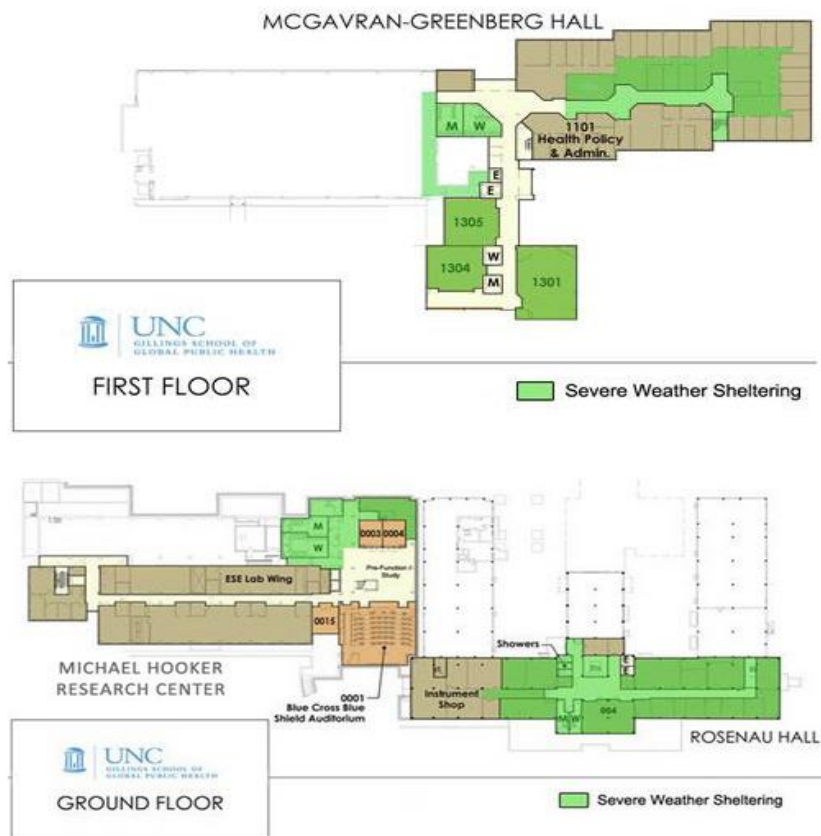 MCGAVRAN-GREENBERG HALL
M
W
1101
Health Policy
& Admin.
E
E
1305
W
1304
M
1301
UNC
GILLINGS SCHOOL OF
GLOBAL PUBLIC HEALTH
FIRST FLOOR
Severe Weather Sheltering
M
W
0003
0004
Pre-Function /
Study
ESE Lab Wing
0015
MICHAEL HOOKER
RESEARCH CENTER
0001
Blue Cross Blue
Shield Auditorium
Showers
E
E
Instrument
Shop
004
M
W
ROSENAU HALL
UNC
GILLINGS SCHOOL OF
GLOBAL PUBLIC HEALTH
GROUND FLOOR
Severe Weather Sheltering